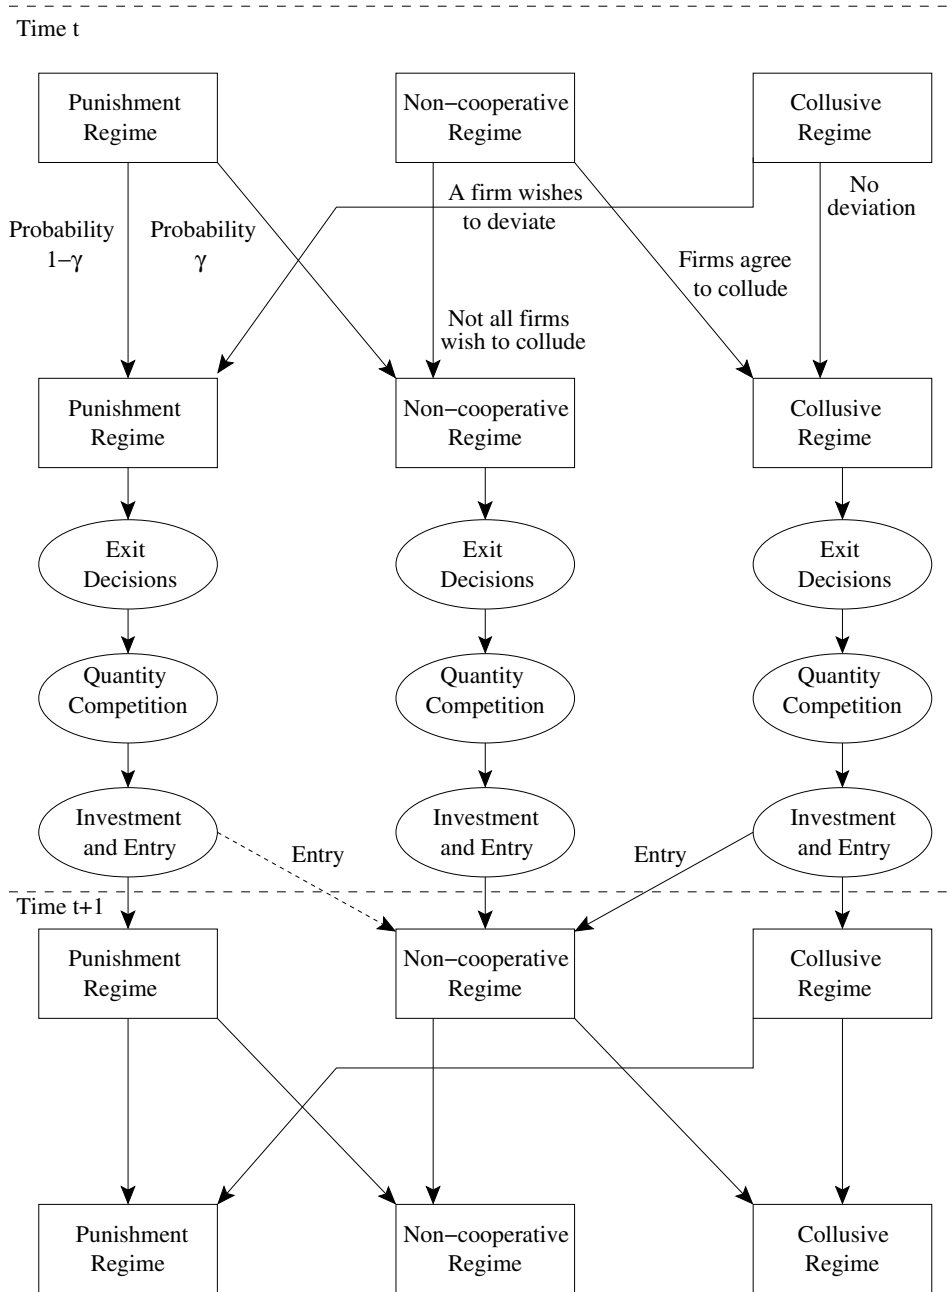 Time t
Punishment
Regime
Non−cooperative
Regime
Collusive
Regime
A firm wishes
to deviate
No
deviation
Probability
1−γ
Probability
γ
Firms agree
to collude
Not all firms
wish to collude
Punishment
Regime
Non−cooperative
Regime
Collusive
Regime
Exit
Decisions
Exit
Decisions
Exit
Decisions
Quantity
Competition
Quantity
Competition
Quantity
Competition
Investment
and Entry
Entry
Investment
and Entry
Entry
Investment
and Entry
Time t+1
Punishment
Regime
Non−cooperative
Regime
Collusive
Regime
Punishment
Regime
Non−cooperative
Regime
Collusive
Regime